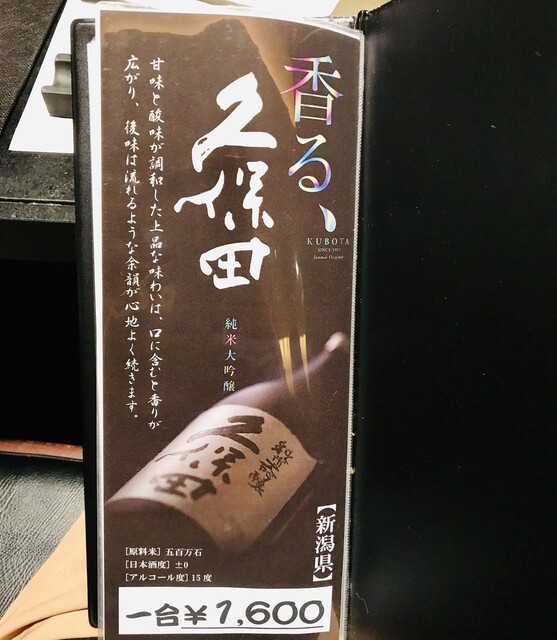 香る、
KUBOTA
SINCE 1985
Junmai Daiginjo
久保田
純米大吟醸
甘味と酸味が調和した上品な味わいは、口に含むと香りが
広がり、後味は流れるような余韻が心地よく続きます。
久保田
純米大吟醸
【新潟県】
[原料米] 五百万石
[日本酒度] ±0
[アルコール度] 15度
一合¥1,600